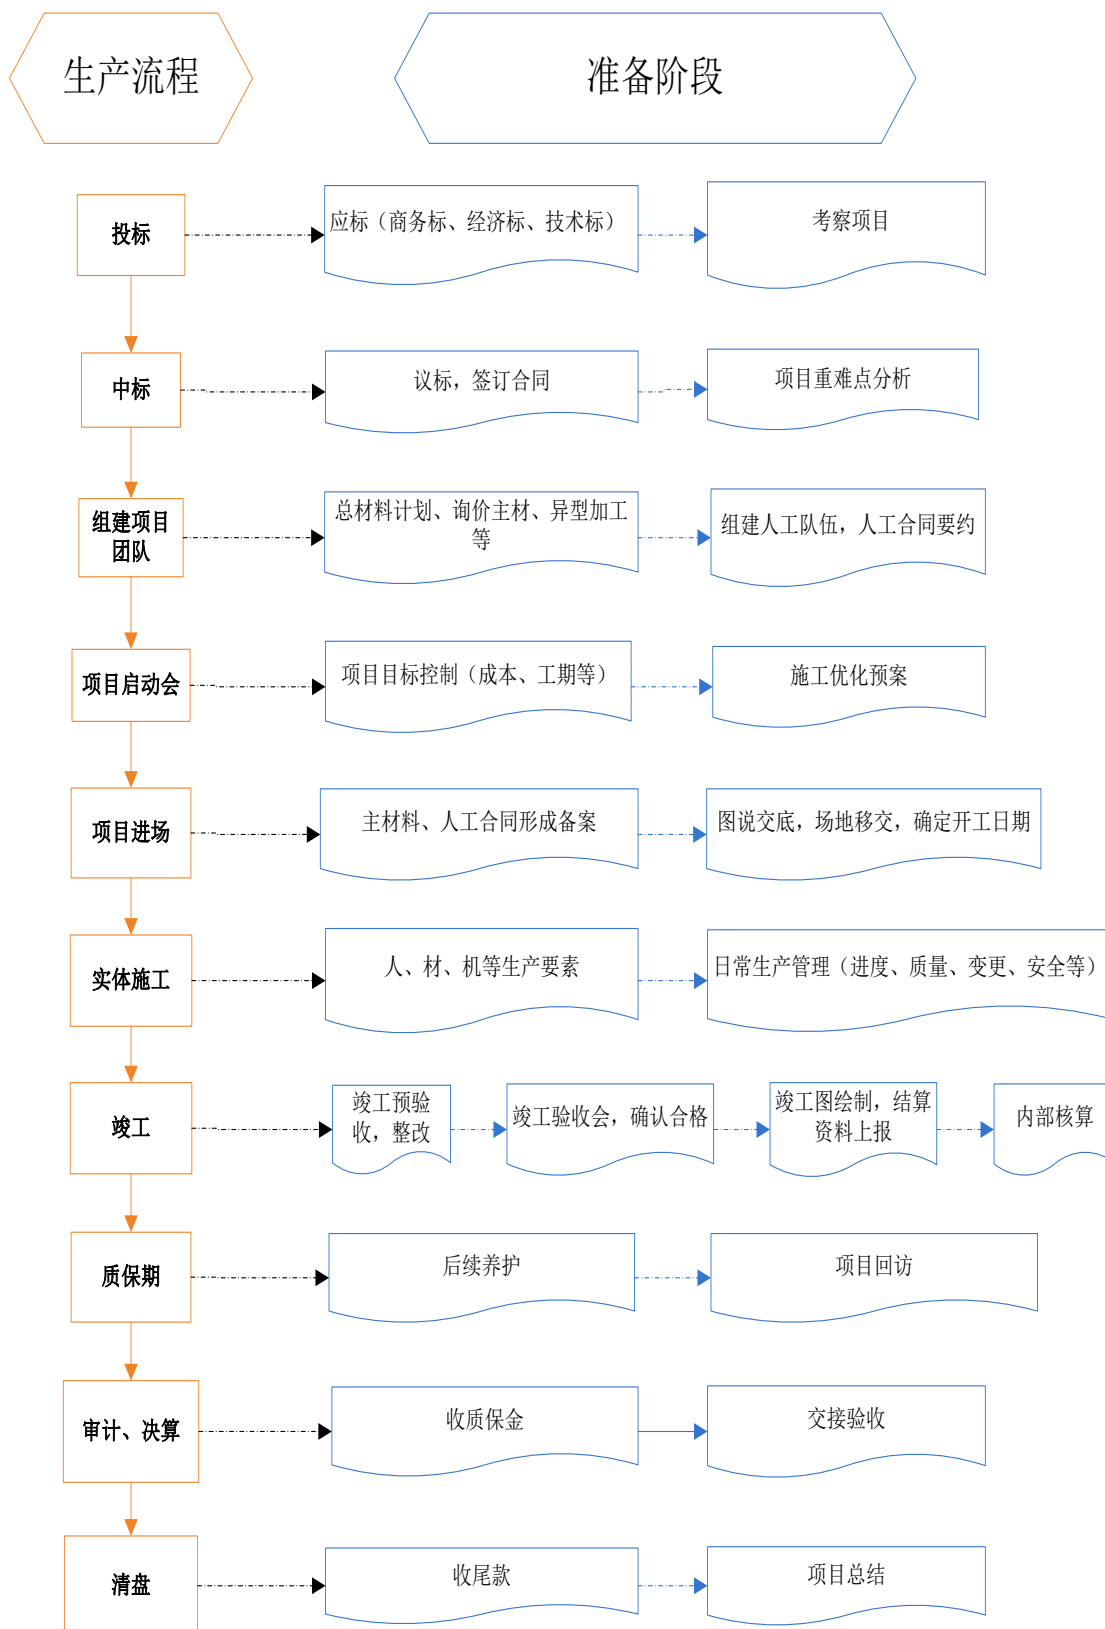 生产流程
准备阶段
投标
应标（商务标、经济标、技术标）
考察项目
中标
议标，签订合同
项目重难点分析
组建项目
团队
总材料计划、询价主材、异型加工
等
组建人工队伍，人工合同要约
项目启动会
项目目标控制（成本、工期等）
施工优化预案
项目进场
主材料、人工合同形成备案
图说交底，场地移交，确定开工日期
实体施工
人、材、机等生产要素
日常生产管理（进度、质量、变更、安全等）
竣工
竣工预验
收，整改
竣工验收会，确认合格
竣工图绘制，结算
资料上报
内部核算
质保期
后续养护
项目回访
审计、决算
收质保金
交接验收
清盘
收尾款
项目总结